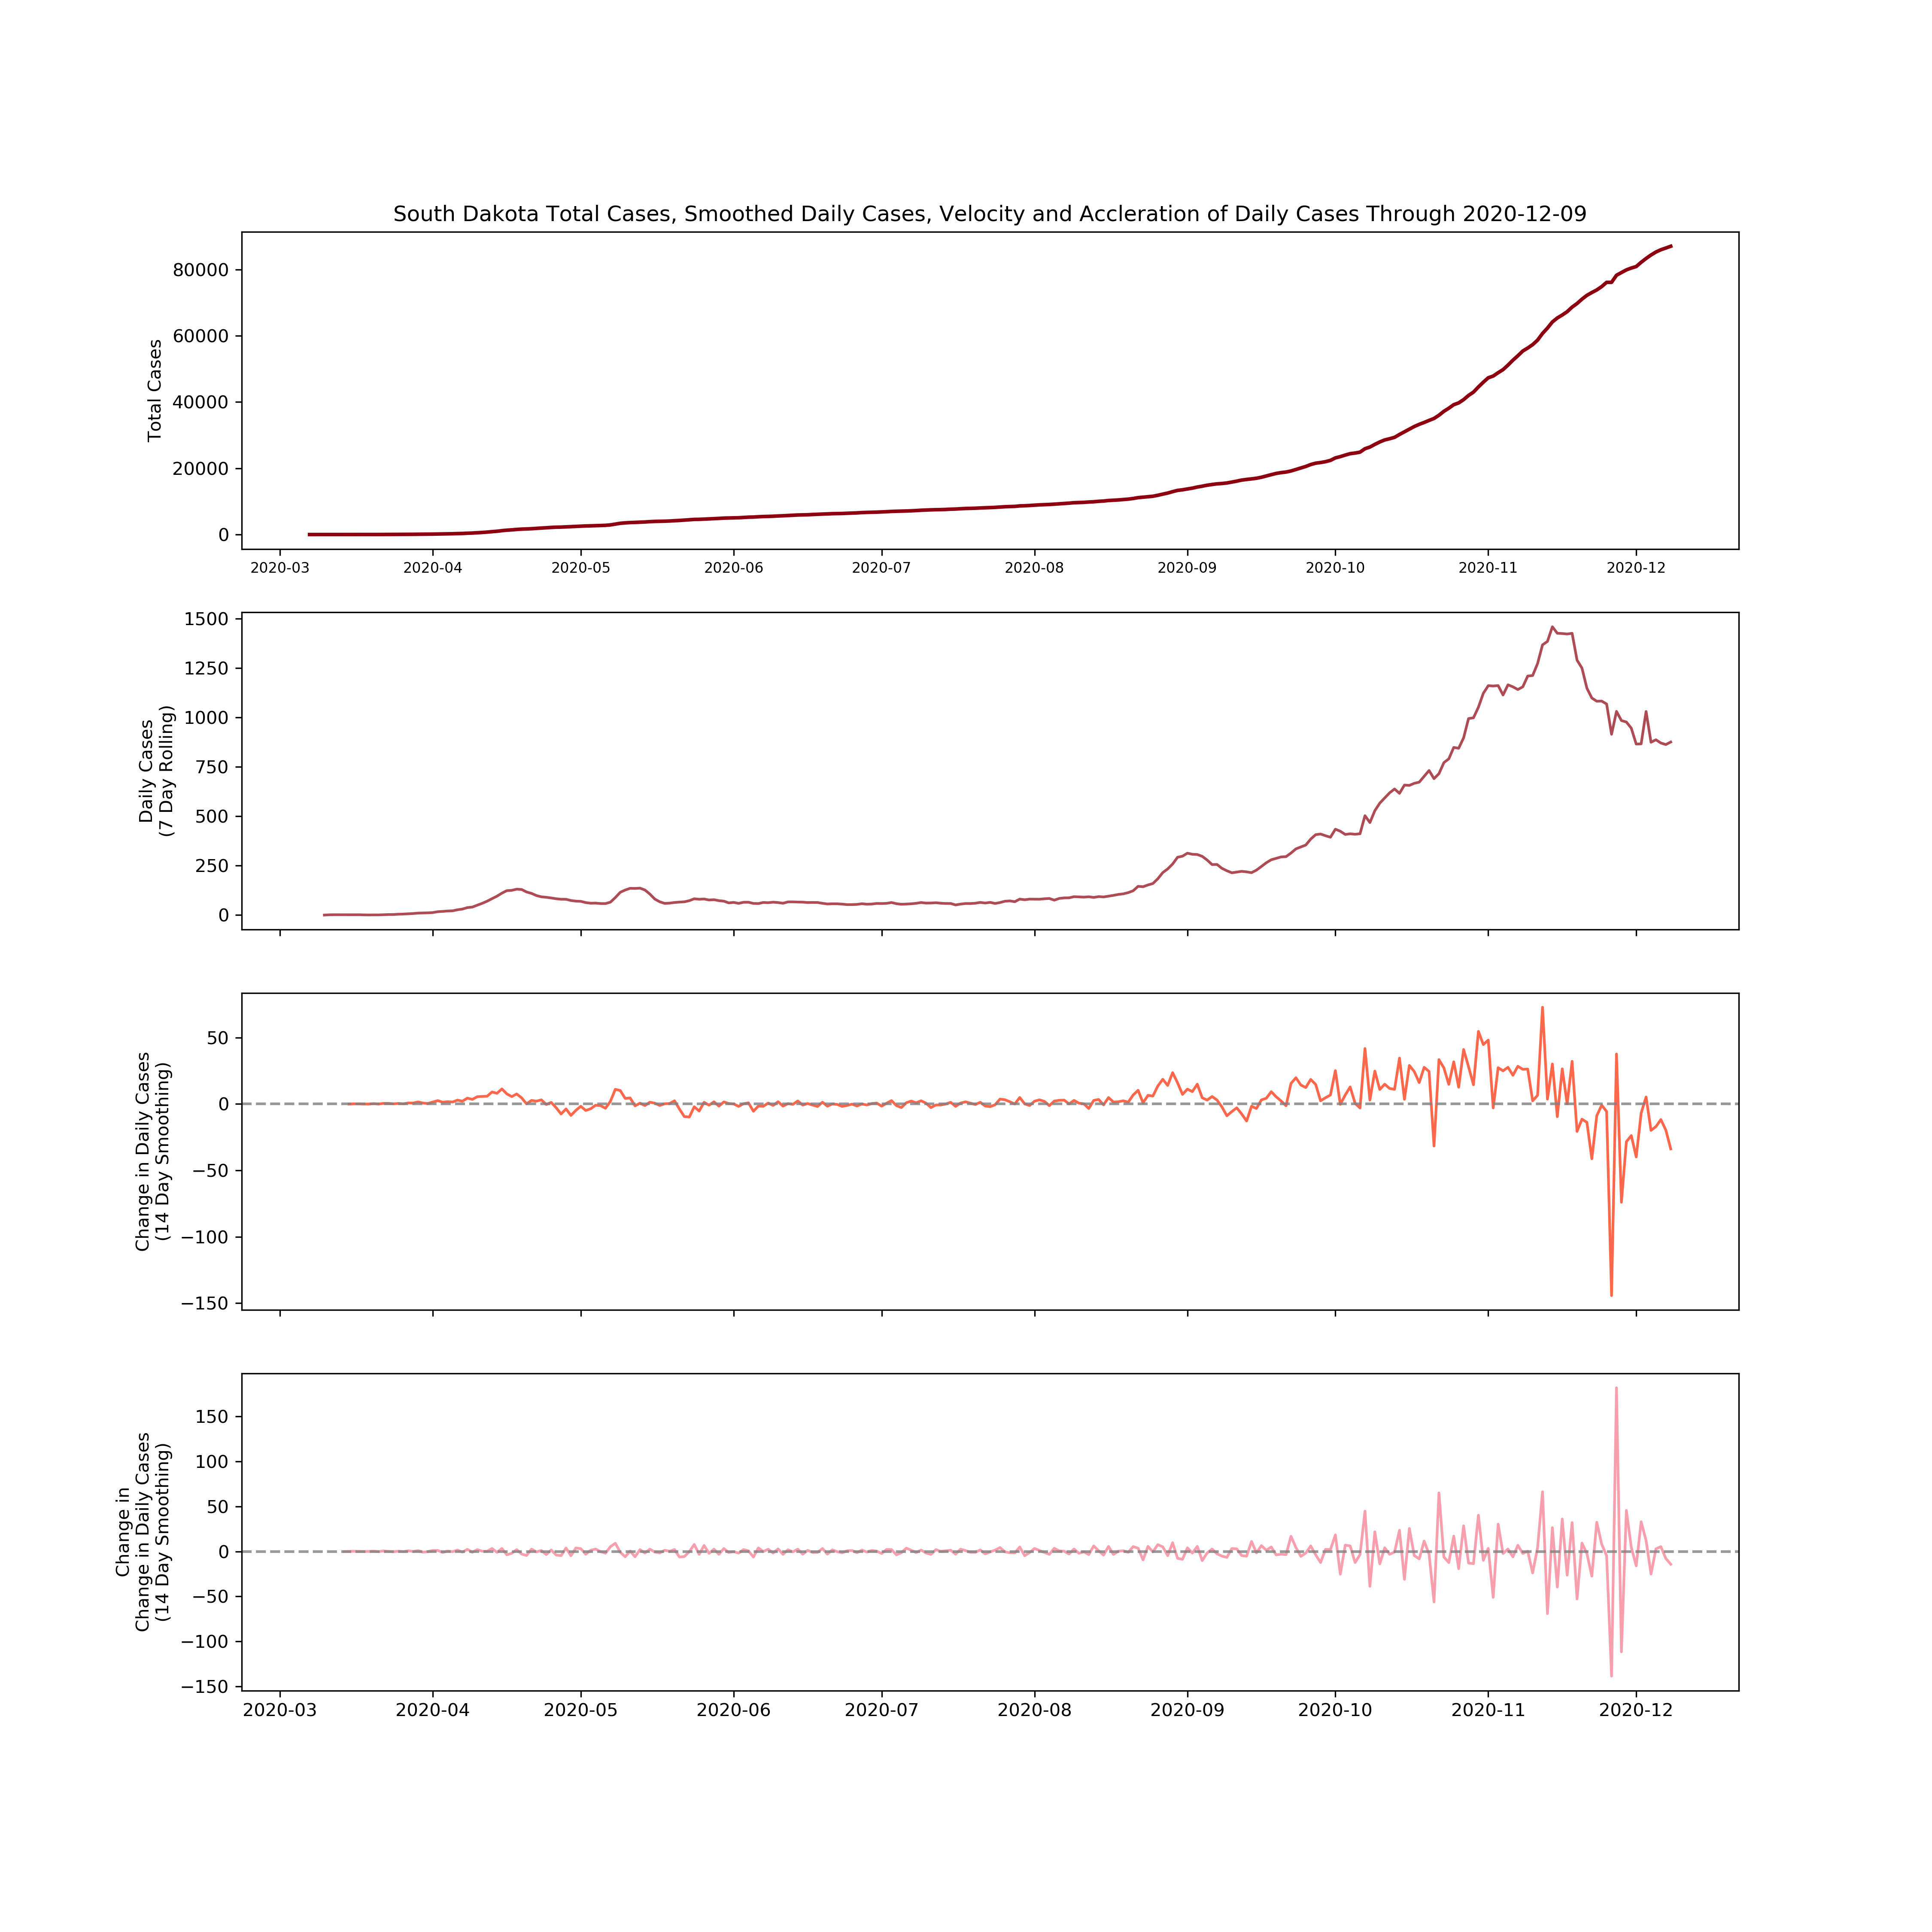 South Dakota Total Cases, Smoothed Daily Cases, Velocity and Accleration of Daily Cases Through 2020-12-09
Total Cases
80000
60000
40000
20000
0
2020-03 2020-04 2020-05 2020-06 2020-07 2020-08 2020-09 2020-10 2020-11 2020-12
Daily Cases
(7 Day Rolling)
1500
1250
1000
750
500
250
0
Change in Daily Cases
(14 Day Smoothing)
50
0
−50
−100
−150
Change in
Change in Daily Cases
(14 Day Smoothing)
150
100
50
0
−50
−100
−150
2020-03 2020-04 2020-05 2020-06 2020-07 2020-08 2020-09 2020-10 2020-11 2020-12